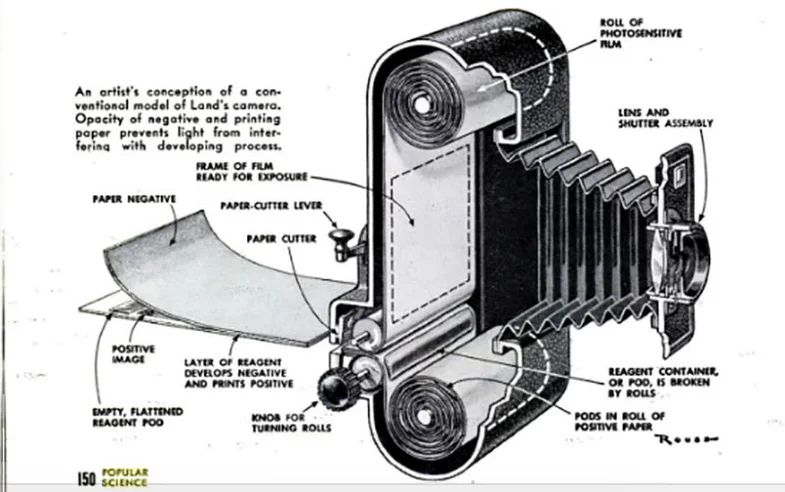 ROLL OF
PHOTOSENSITIVE
FILM
An artist's conception of a con-
ventional model of Land's camera.
Opacity of negative and printing
paper prevents light from inter-
fering with developing process.
LENS AND
SHUTTER ASSEMBLY
FRAME OF FILM
READY FOR EXPOSURE
PAPER NEGATIVE
PAPER-CUTTER LEVER
PAPER CUTTER
POSITIVE
IMAGE
LAYER OF REAGENT
DEVELOPS NEGATIVE
AND PRINTS POSITIVE
REAGENT CONTAINER,
OR POD, IS BROKEN
BY ROLLS
EMPTY, FLATTENED
REAGENT POD
KNOB FOR
TURNING ROLLS
PODS IN ROLL OF
POSITIVE PAPER
150 POPULAR
SCIENCE